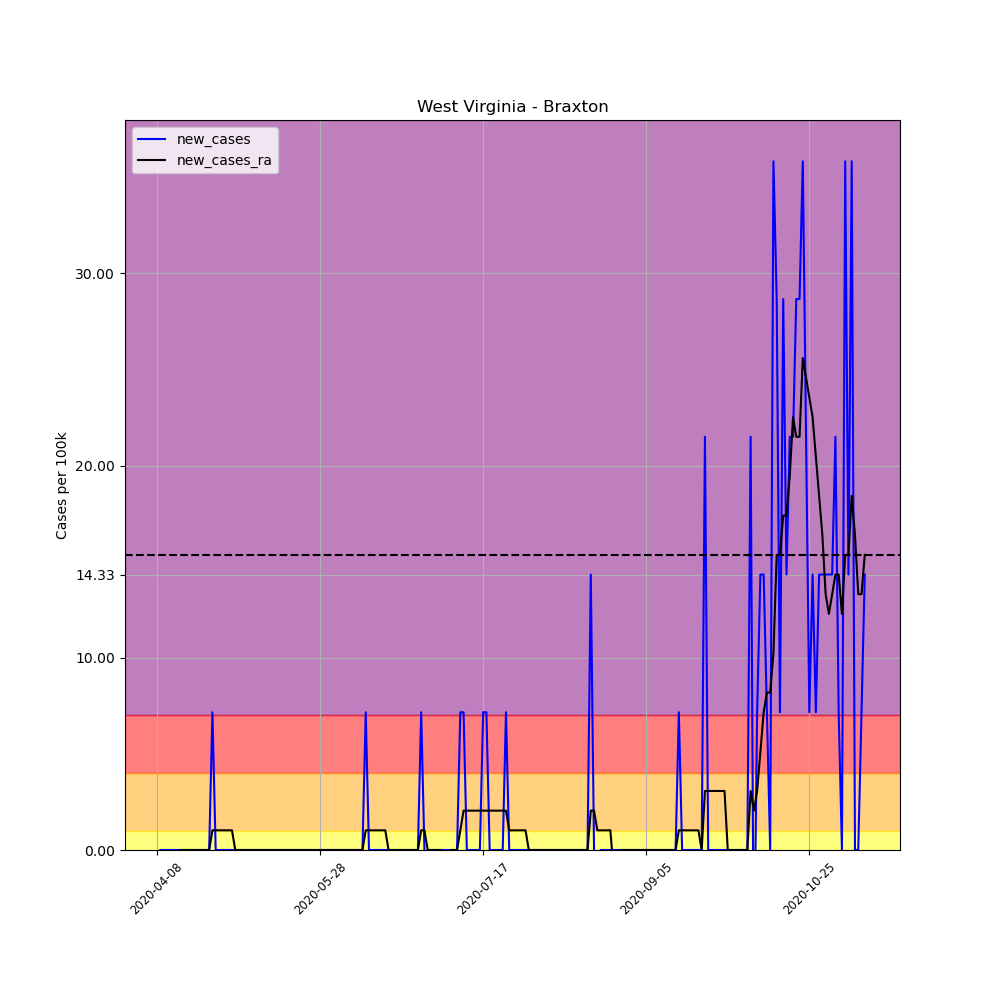 West Virginia - Braxton
new_cases
new_cases_ra
Cases per 100k
30.00
20.00
14.33
10.00
0.00
2020-04-08
2020-05-28
2020-07-17
2020-09-05
2020-10-25